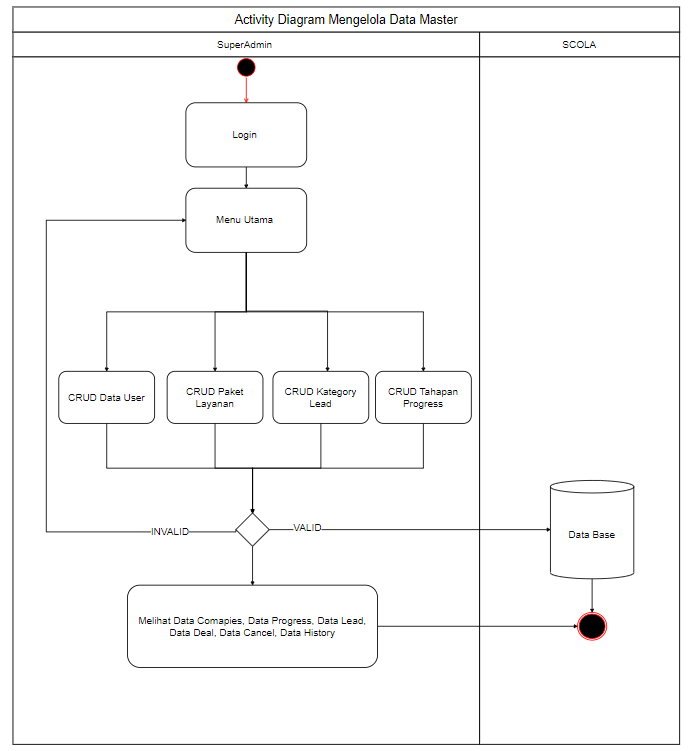 Activity Diagram Mengelola Data Master
SuperAdmin
SCOLA
Login
Menu Utama
CRUD Data User
CRUD Paket
Layanan
CRUD Kategory
Lead
CRUD Tahapan
Progress
INVALID
VALID
Data Base
Melihat Data Comapies, Data Progress, Data Lead,
Data Deal, Data Cancel, Data History